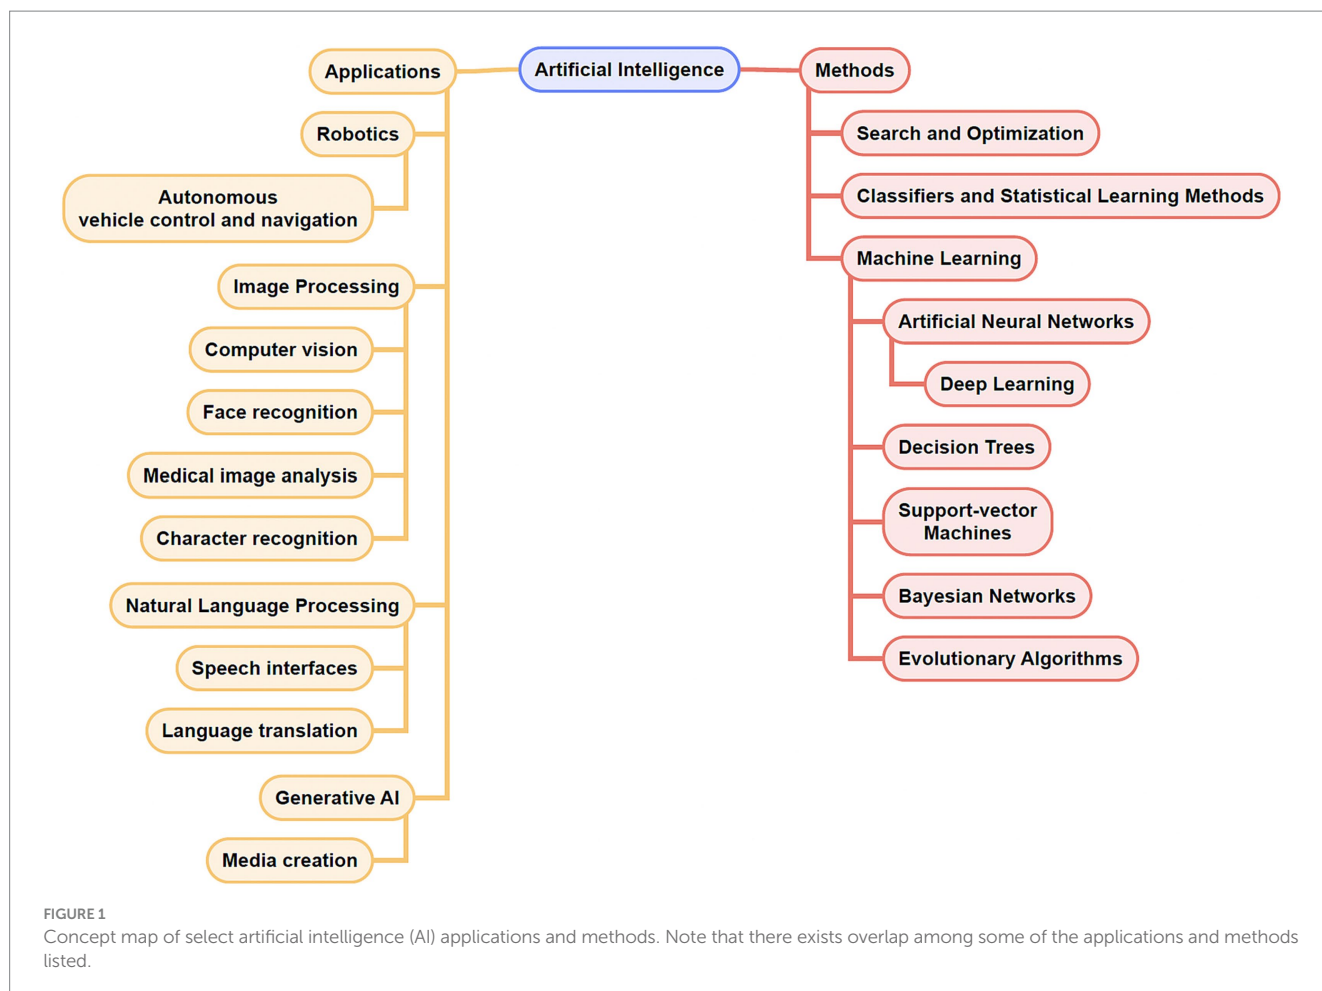 Artificial Intelligence
Applications
Robotics
Autonomous
vehicle control and navigation
Image Processing
Computer vision
Face recognition
Medical image analysis
Character recognition
Natural Language Processing
Speech interfaces
Language translation
Generative AI
Media creation
Methods
Search and Optimization
Classifiers and Statistical Learning Methods
Machine Learning
Artificial Neural Networks
Deep Learning
Decision Trees
Support-vector
Machines
Bayesian Networks
Evolutionary Algorithms
FIGURE 1
Concept map of select artificial intelligence (AI) applications and methods. Note that there exists overlap among some of the applications and methods
listed.